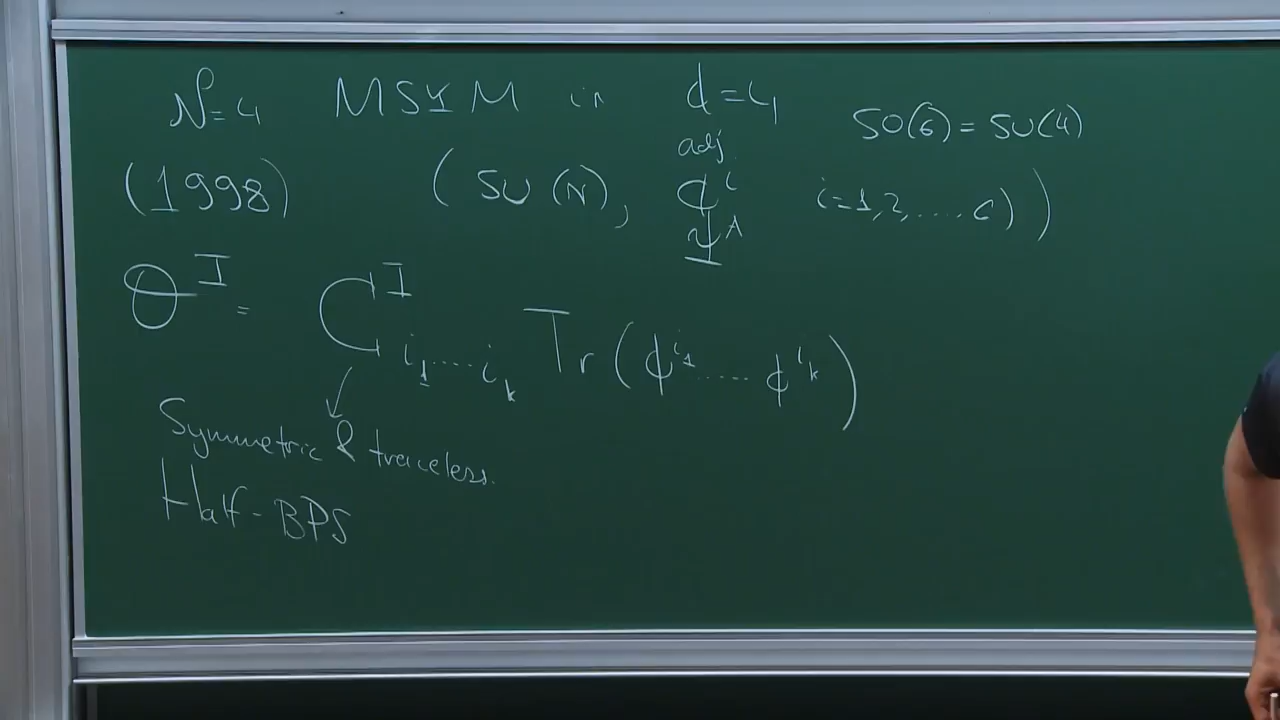 𝒩=4 MSYM in d=4 SO(6)=SU(4)
adj.
(1998) (SU(N), ϕ^i i=1,2,....6))
ψ^A
O^I = C^I_{i_1....i_k} Tr(ϕ^{i_1}.....ϕ^{i_k})
Symmetric & traceless.
Half-BPS